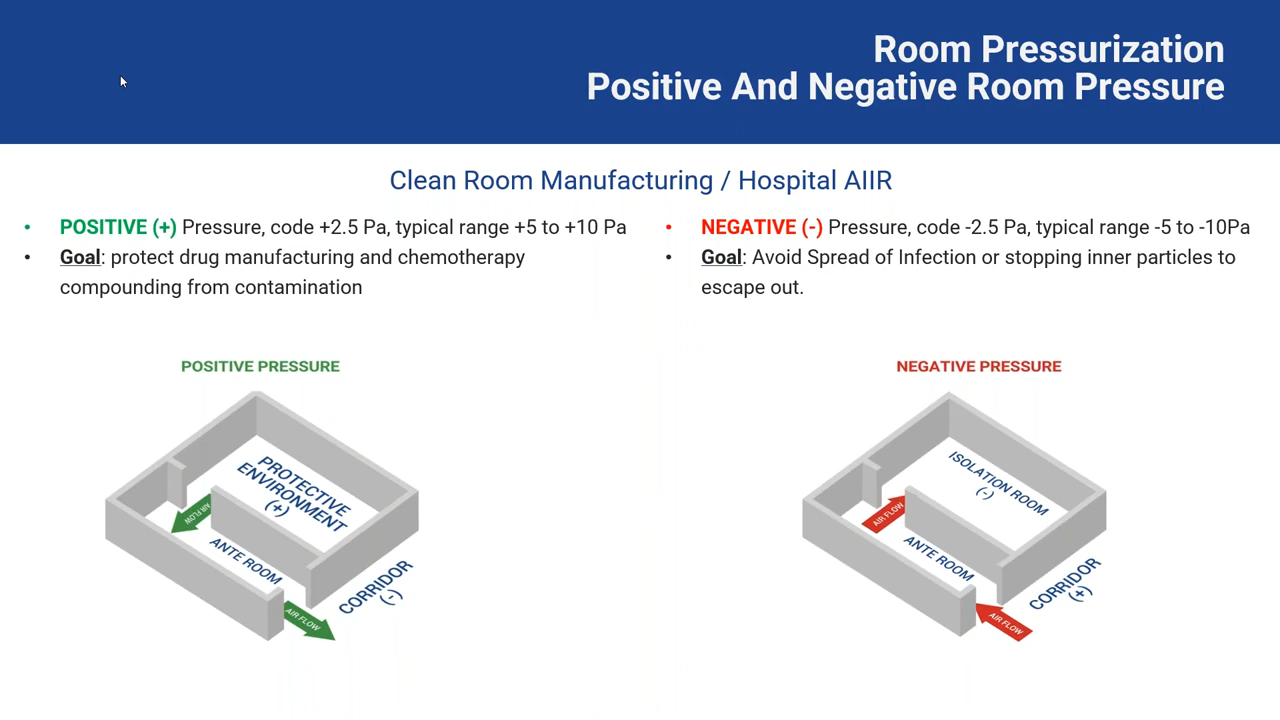 Room Pressurization
Positive And Negative Room Pressure
Clean Room Manufacturing / Hospital AIIR
• POSITIVE (+) Pressure, code +2.5 Pa, typical range +5 to +10 Pa
• Goal: protect drug manufacturing and chemotherapy
compounding from contamination
• NEGATIVE (-) Pressure, code -2.5 Pa, typical range -5 to -10Pa
• Goal: Avoid Spread of Infection or stopping inner particles to
escape out.
POSITIVE PRESSURE
PROTECTIVE
ENVIRONMENT
(+)
AIR FLOW
ANTE ROOM
CORRIDOR
(-)
AIR FLOW
NEGATIVE PRESSURE
ISOLATION ROOM
(-)
AIR FLOW
ANTE ROOM
CORRIDOR
(+)
AIR FLOW